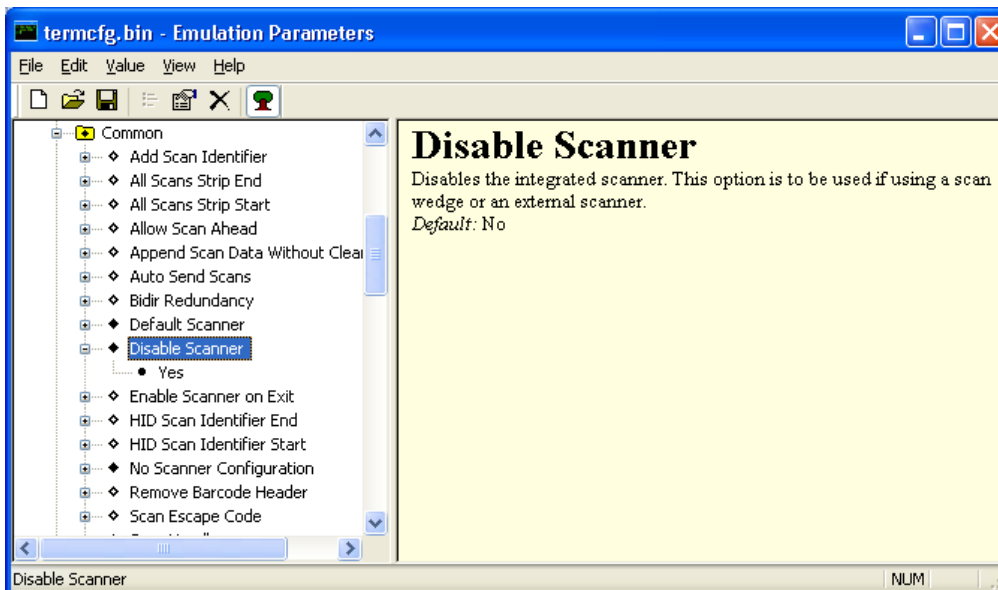 termcfg.bin - Emulation Parameters
File Edit Value View Help
Common
Add Scan Identifier
All Scans Strip End
All Scans Strip Start
Allow Scan Ahead
Append Scan Data Without Clear
Auto Send Scans
Bidir Redundancy
Default Scanner
Disable Scanner
Yes
Enable Scanner on Exit
HID Scan Identifier End
HID Scan Identifier Start
No Scanner Configuration
Remove Barcode Header
Scan Escape Code
Disable Scanner
Disables the integrated scanner. This option is to be used if using a scan
wedge or an external scanner.
Default: No
Disable Scanner
NUM